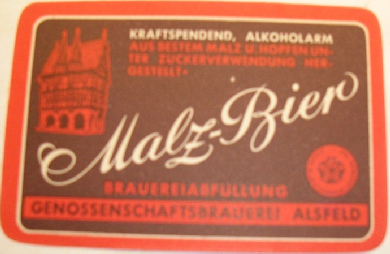 KRAFTSPENDEND, ALKOHOLARM
AUS BESTEM MALZ U. HOPFEN UN-
TER ZUCKERVERWENDUNG HER-
GESTELLT
Malz-Bier
BRAUEREIABFÜLLUNG
GENOSSENSCHAFTSBRAUEREI ALSFELD